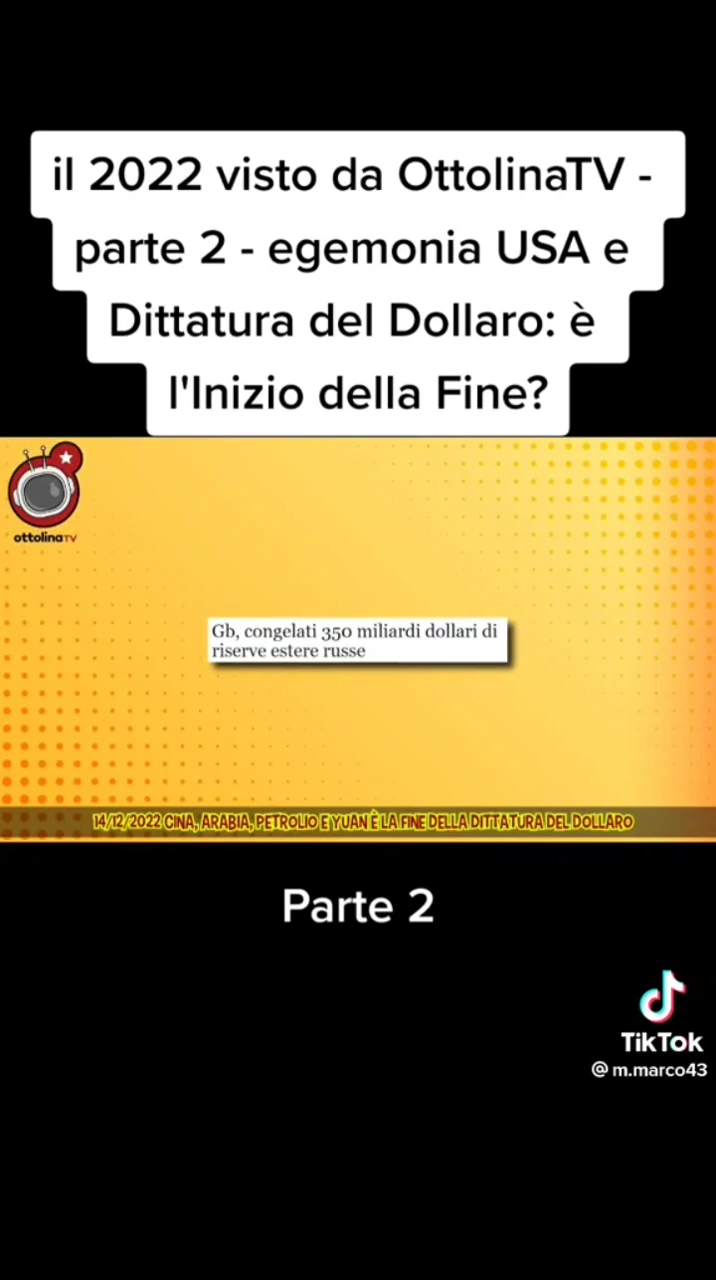 il 2022 visto da OttolinaTV -
parte 2 - egemonia USA e
Dittatura del Dollaro: è
l'Inizio della Fine?
ottolinaTV
Gb, congelati 350 miliardi dollari di
riserve estere russe
14/12/2022 CINA, ARABIA, PETROLIO E YUAN È LA FINE DELLA DITTATURA DEL DOLLARO
Parte 2
TikTok
@m.marco43